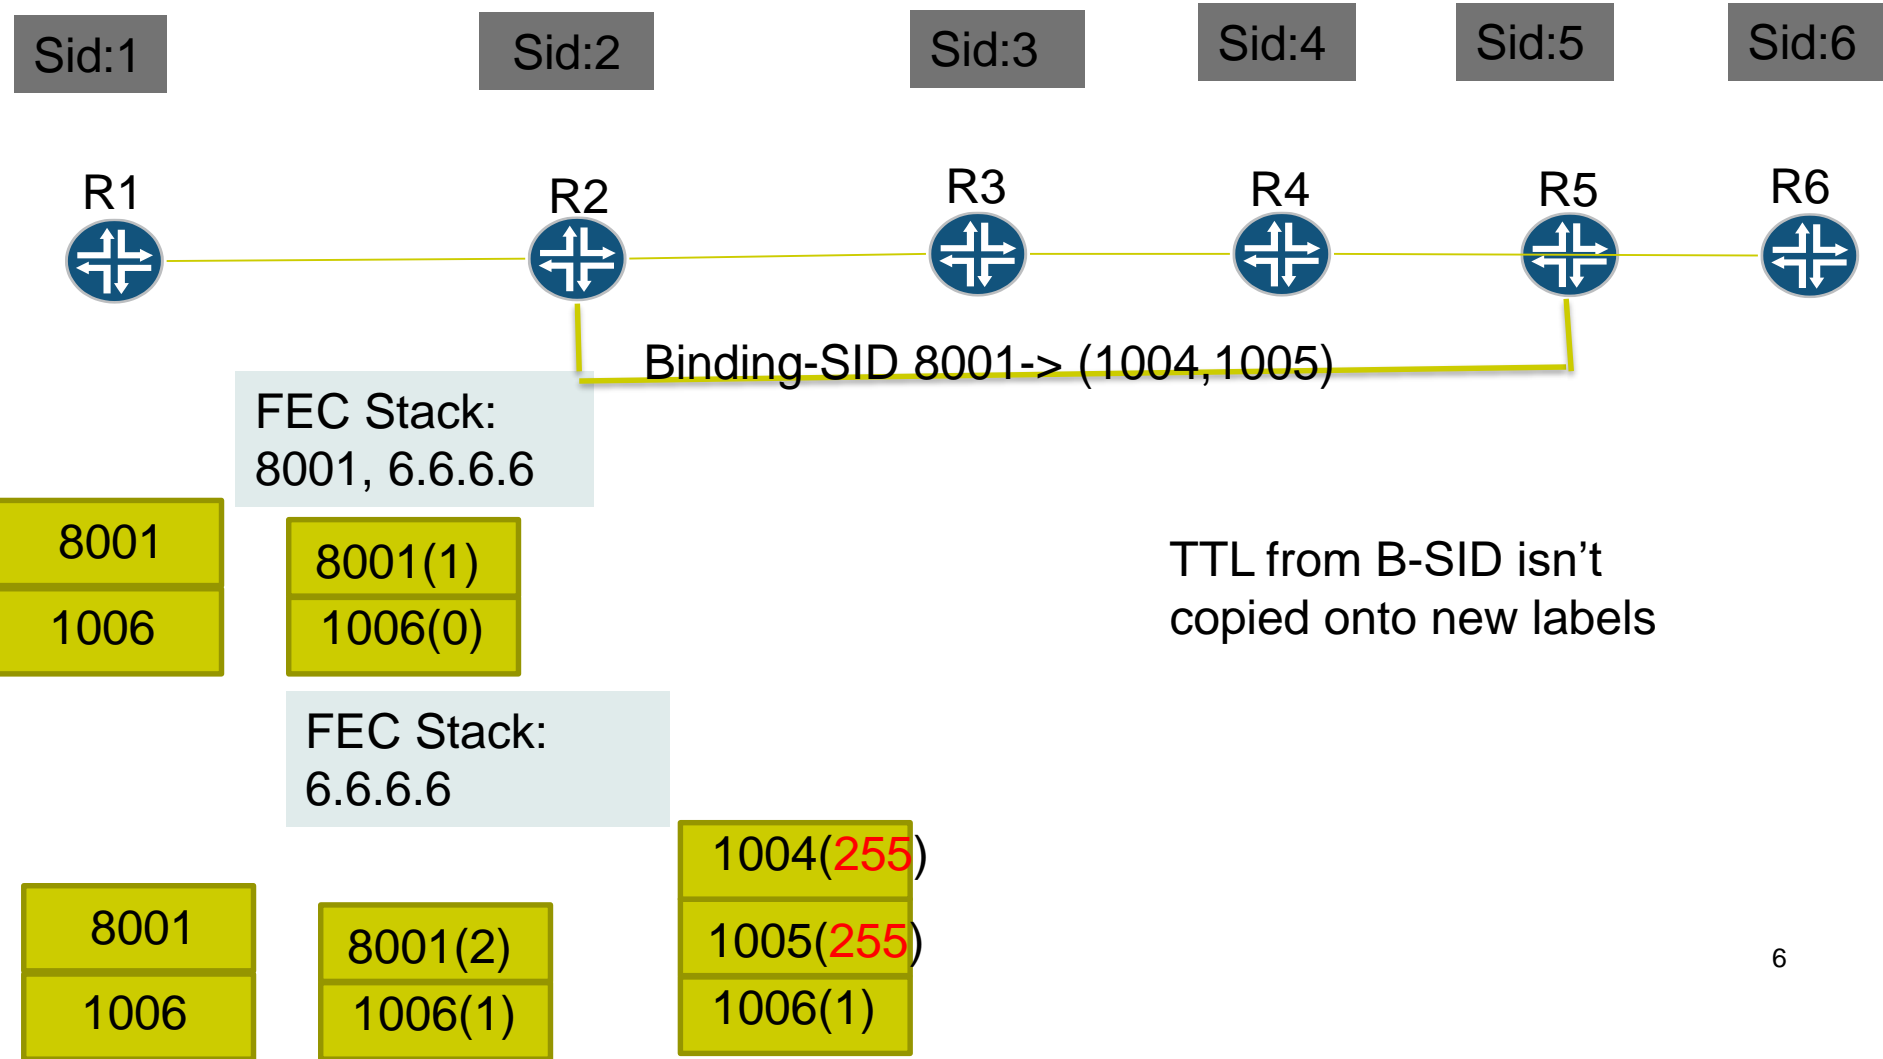 Sid:1
Sid:2
Sid:3
Sid:4
Sid:5
Sid:6
R1
R2
R3
R4
R5
R6
Binding-SID 8001-> (1004,1005)
FEC Stack:
8001, 6.6.6.6
8001
1006
8001(1)
1006(0)
TTL from B-SID isn’t
copied onto new labels
FEC Stack:
6.6.6.6
8001
1006
8001(2)
1006(1)
1004(255)
1005(255)
1006(1)
6